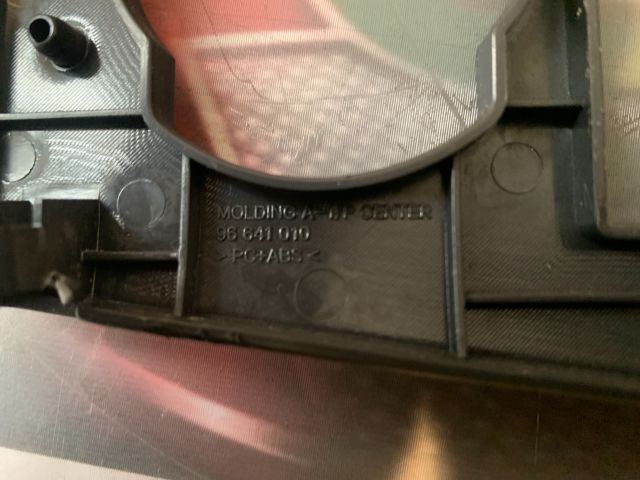 MOLDING CENTER
96 641 010
>PC+ABS<